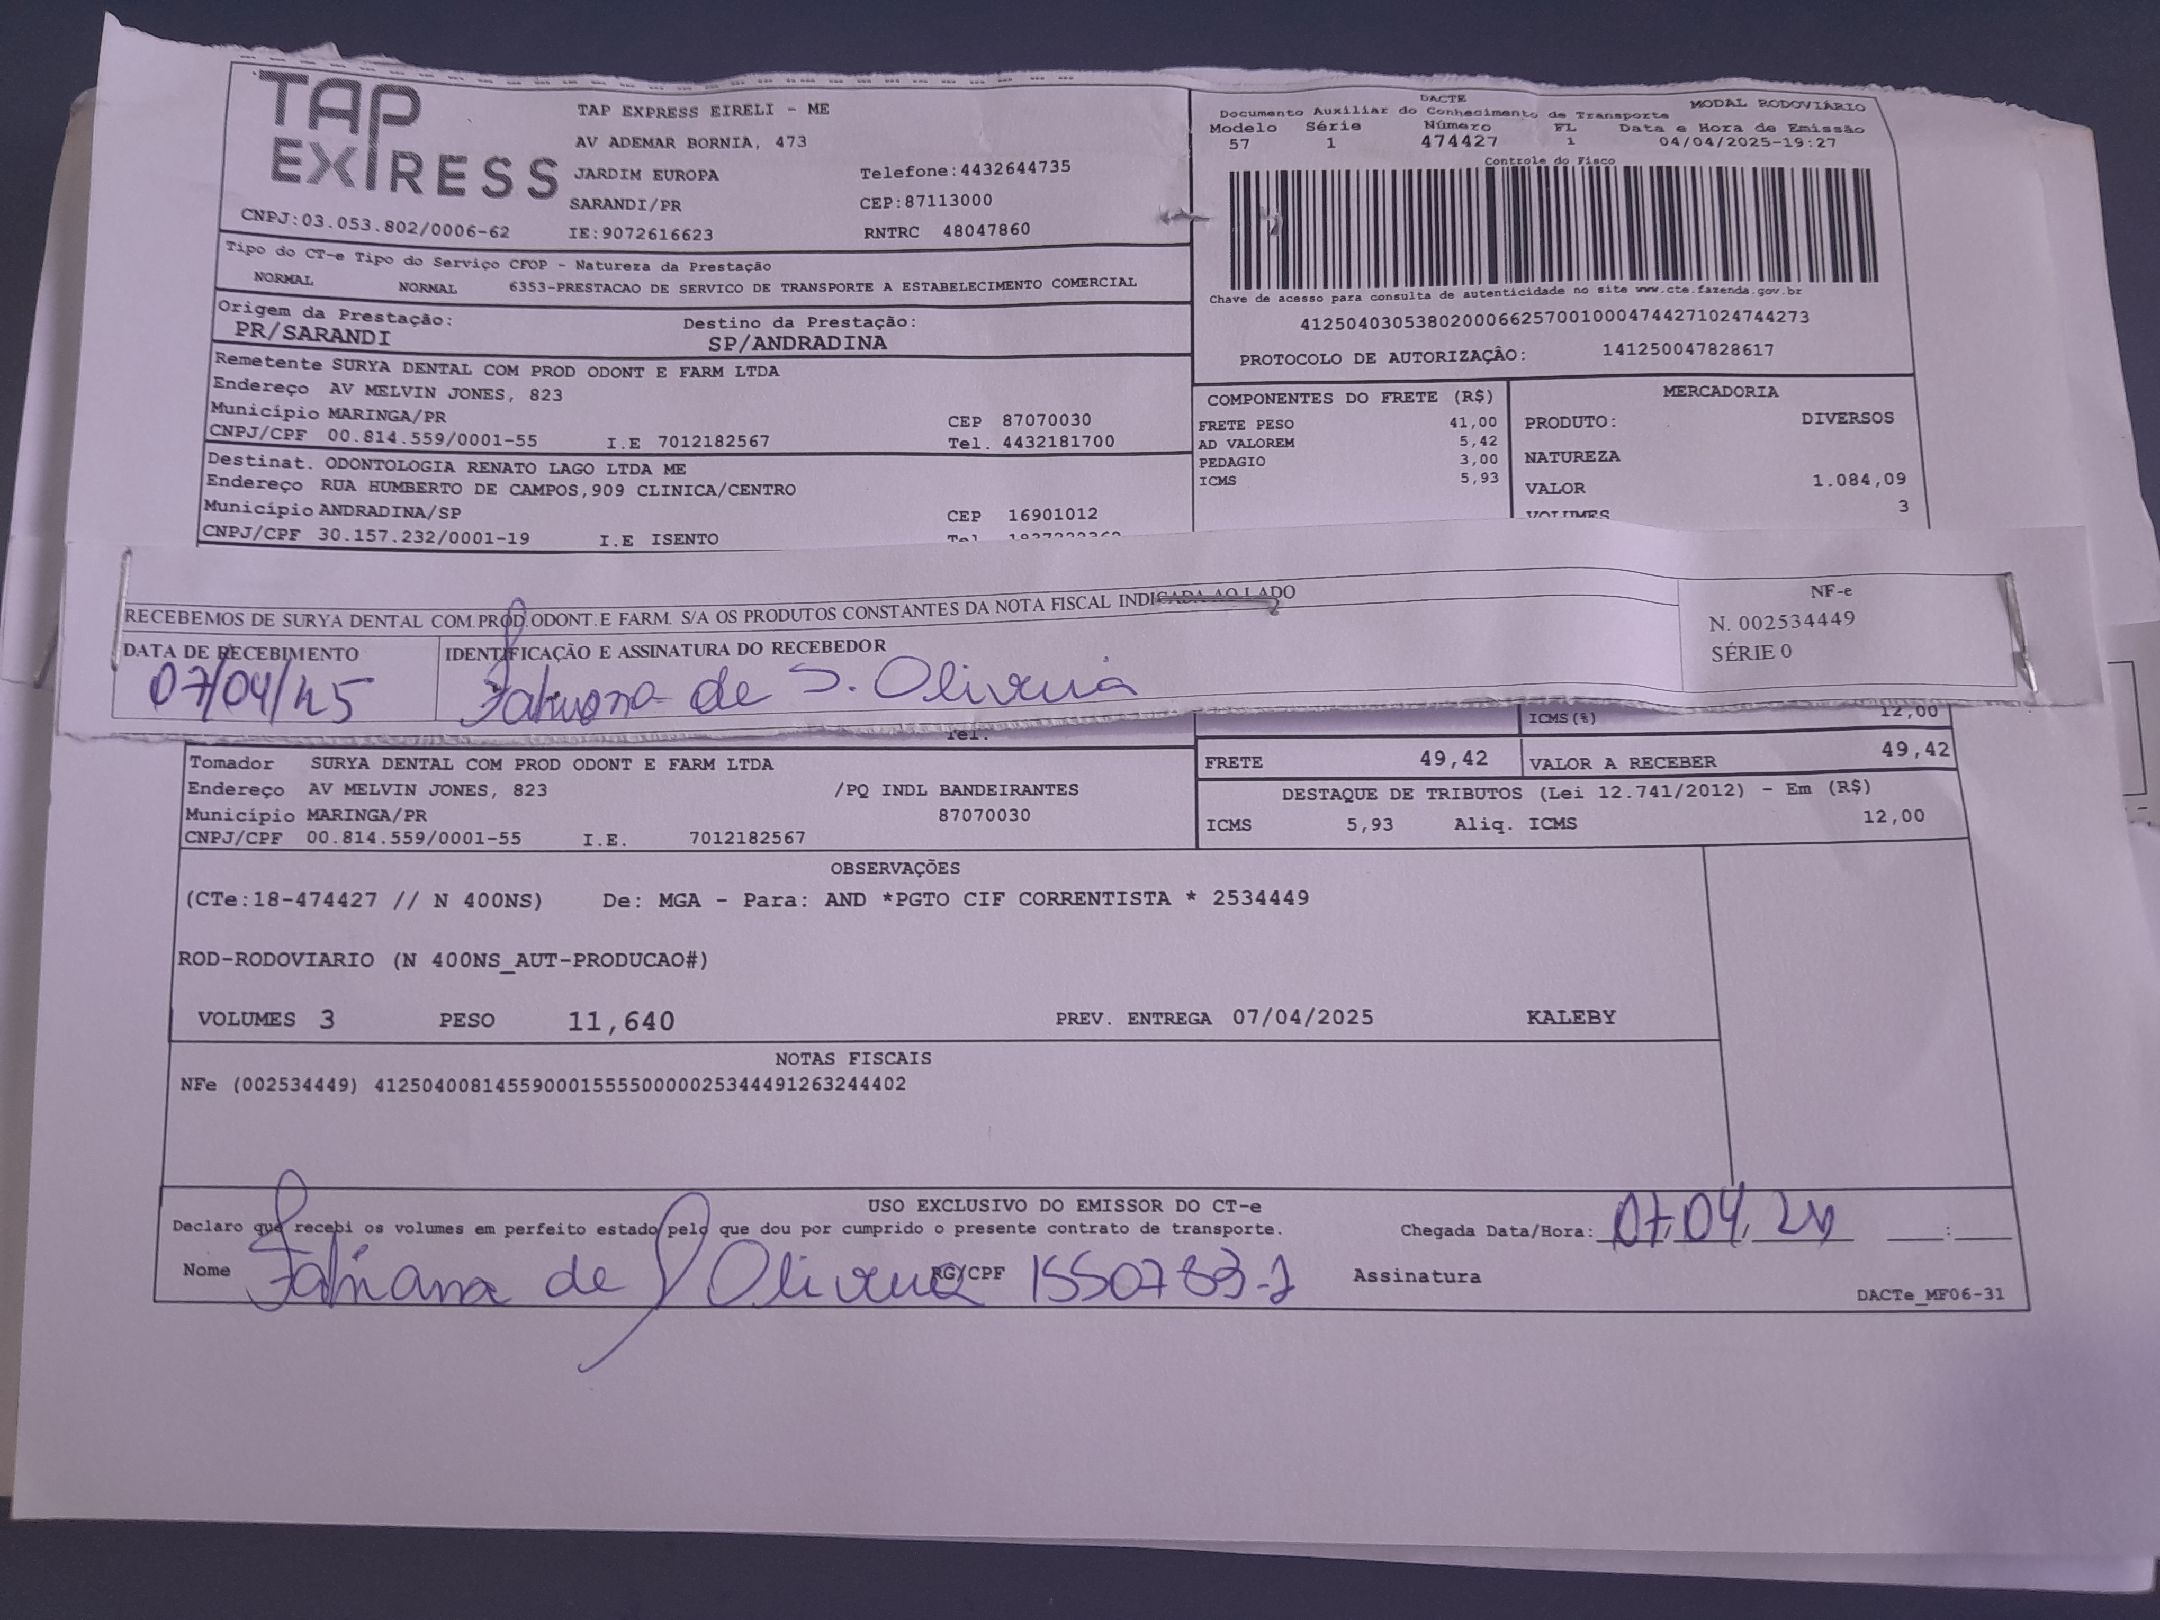 TAP EXPRESS
TAP EXPRESS EIRELI - ME
AV ADEMAR BORNIA, 473
JARDIM EUROPA Telefone:4432644735
SARANDI/PR CEP:87113000
CNPJ:03.053.802/0006-62 IE:9072616623 RNTRC 48047860
DACTE MODAL RODOVIÁRIO
Documento Auxiliar do Conhecimento de Transporte
Modelo Série Número FL Data e Hora de Emissão
57 1 474427 1 04/04/2025-19:27
Controle do Fisco
Chave de acesso para consulta de autenticidade no site www.cte.fazenda.gov.br
41250403053802000662570010004744271024744273
PROTOCOLO DE AUTORIZAÇÃO: 141250047828617
Tipo do CT-e Tipo do Serviço CFOP - Natureza da Prestação
NORMAL NORMAL 6353-PRESTACAO DE SERVICO DE TRANSPORTE A ESTABELECIMENTO COMERCIAL
Origem da Prestação: Destino da Prestação:
PR/SARANDI SP/ANDRADINA
Remetente SURYA DENTAL COM PROD ODONT E FARM LTDA
Endereço AV MELVIN JONES, 823
Município MARINGA/PR CEP 87070030
CNPJ/CPF 00.814.559/0001-55 I.E 7012182567 Tel. 4432181700
Destinat. ODONTOLOGIA RENATO LAGO LTDA ME
Endereço RUA HUMBERTO DE CAMPOS,909 CLINICA/CENTRO
Município ANDRADINA/SP CEP 16901012
CNPJ/CPF 30.157.232/0001-19 I.E ISENTO Tel
COMPONENTES DO FRETE (R$)
FRETE PESO 41,00
AD VALOREM 5,42
PEDAGIO 3,00
ICMS 5,93
MERCADORIA
PRODUTO: DIVERSOS
NATUREZA
VALOR 1.084,09
VOLUMES 3
RECEBEMOS DE SURYA DENTAL COM.PROD.ODONT.E FARM. S/A OS PRODUTOS CONSTANTES DA NOTA FISCAL INDICADA AO LADO
DATA DE RECEBIMENTO IDENTIFICAÇÃO E ASSINATURA DO RECEBEDOR
07/04/25 Fabiana de S. Oliveira
NF-e
N. 002534449
SÉRIE 0
Tel.
ICMS(%) 12,00
FRETE 49,42 VALOR A RECEBER 49,42
DESTAQUE DE TRIBUTOS (Lei 12.741/2012) - Em (R$)
ICMS 5,93 Aliq. ICMS 12,00
Tomador SURYA DENTAL COM PROD ODONT E FARM LTDA
Endereço AV MELVIN JONES, 823 /PQ INDL BANDEIRANTES
Município MARINGA/PR 87070030
CNPJ/CPF 00.814.559/0001-55 I.E. 7012182567
OBSERVAÇÕES
(CTe:18-474427 // N 400NS) De: MGA - Para: AND *PGTO CIF CORRENTISTA * 2534449
ROD-RODOVIARIO (N 400NS_AUT-PRODUCAO#)
VOLUMES 3 PESO 11,640 PREV. ENTREGA 07/04/2025 KALEBY
NOTAS FISCAIS
NFe (002534449) 41250400814559000155550000025344491263244402
USO EXCLUSIVO DO EMISSOR DO CT-e
Declaro que recebi os volumes em perfeito estado pelo que dou por cumprido o presente contrato de transporte. Chegada Data/Hora: 07/04/ :
Nome Fabiana de S Oliveira RG/CPF 1550783-1 Assinatura
DACTe_MF06-31